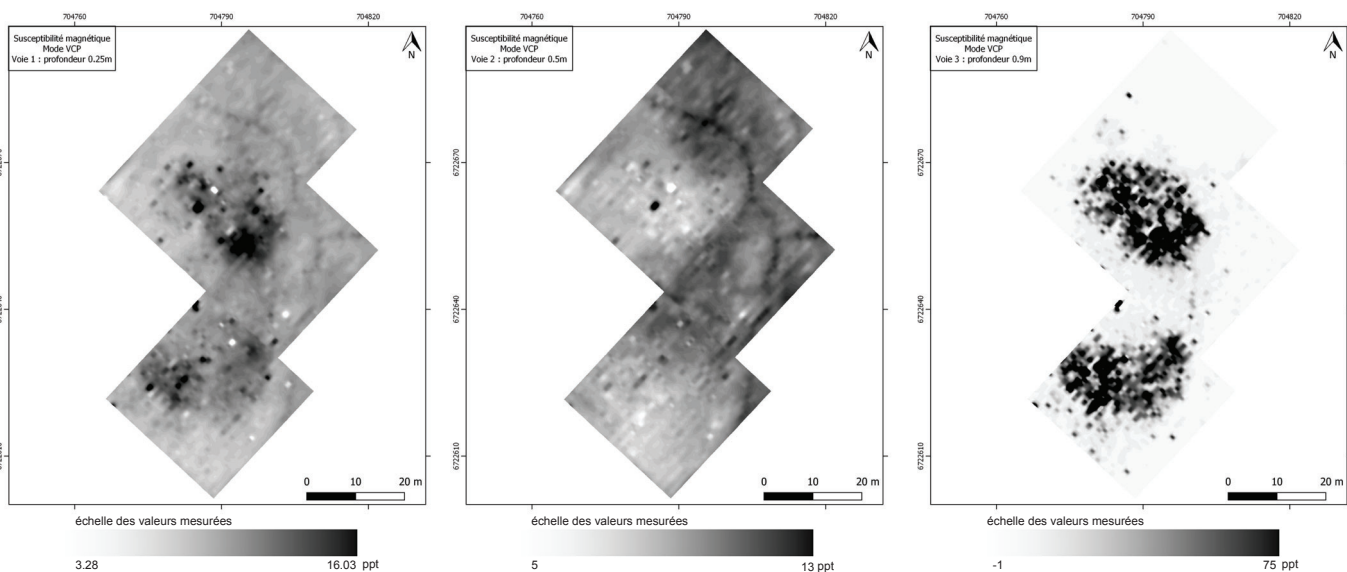 704760 704790 704820
Susceptibilité magnétique
Mode VCP
Voie 1 : profondeur 0.25m
N
0 10 20 m
échelle des valeurs mesurées
3.28 16.03 ppt
704760 704790 704820
Susceptibilité magnétique
Mode VCP
Voie 2 : profondeur 0.5m
N
6722670
6722640
6722610
0 10 20 m
échelle des valeurs mesurées
5 13 ppt
704760 704790 704820
Susceptibilité magnétique
Mode VCP
Voie 3 : profondeur 0.9m
N
6722670
6722640
6722610
0 10 20 m
échelle des valeurs mesurées
-1 75 ppt